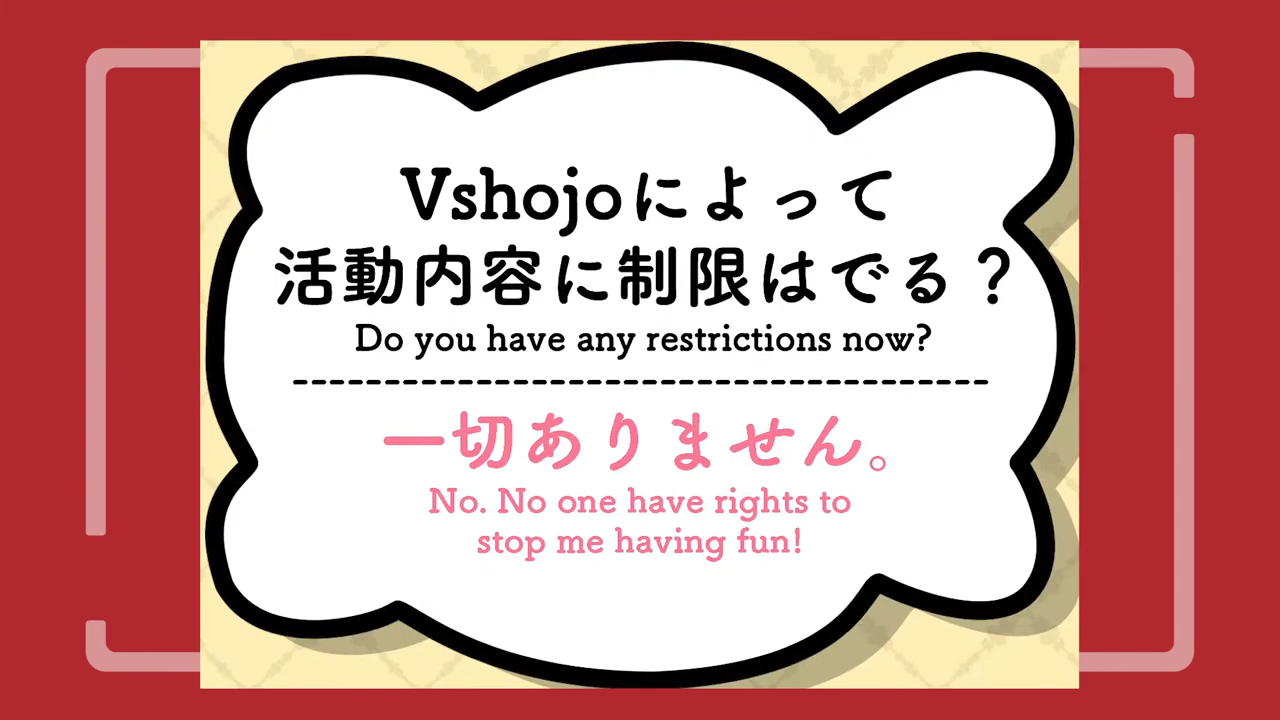 Vshojoによって
活動内容に制限はでる？
Do you have any restrictions now?
一切ありません。
No. No one have rights to
stop me having fun!